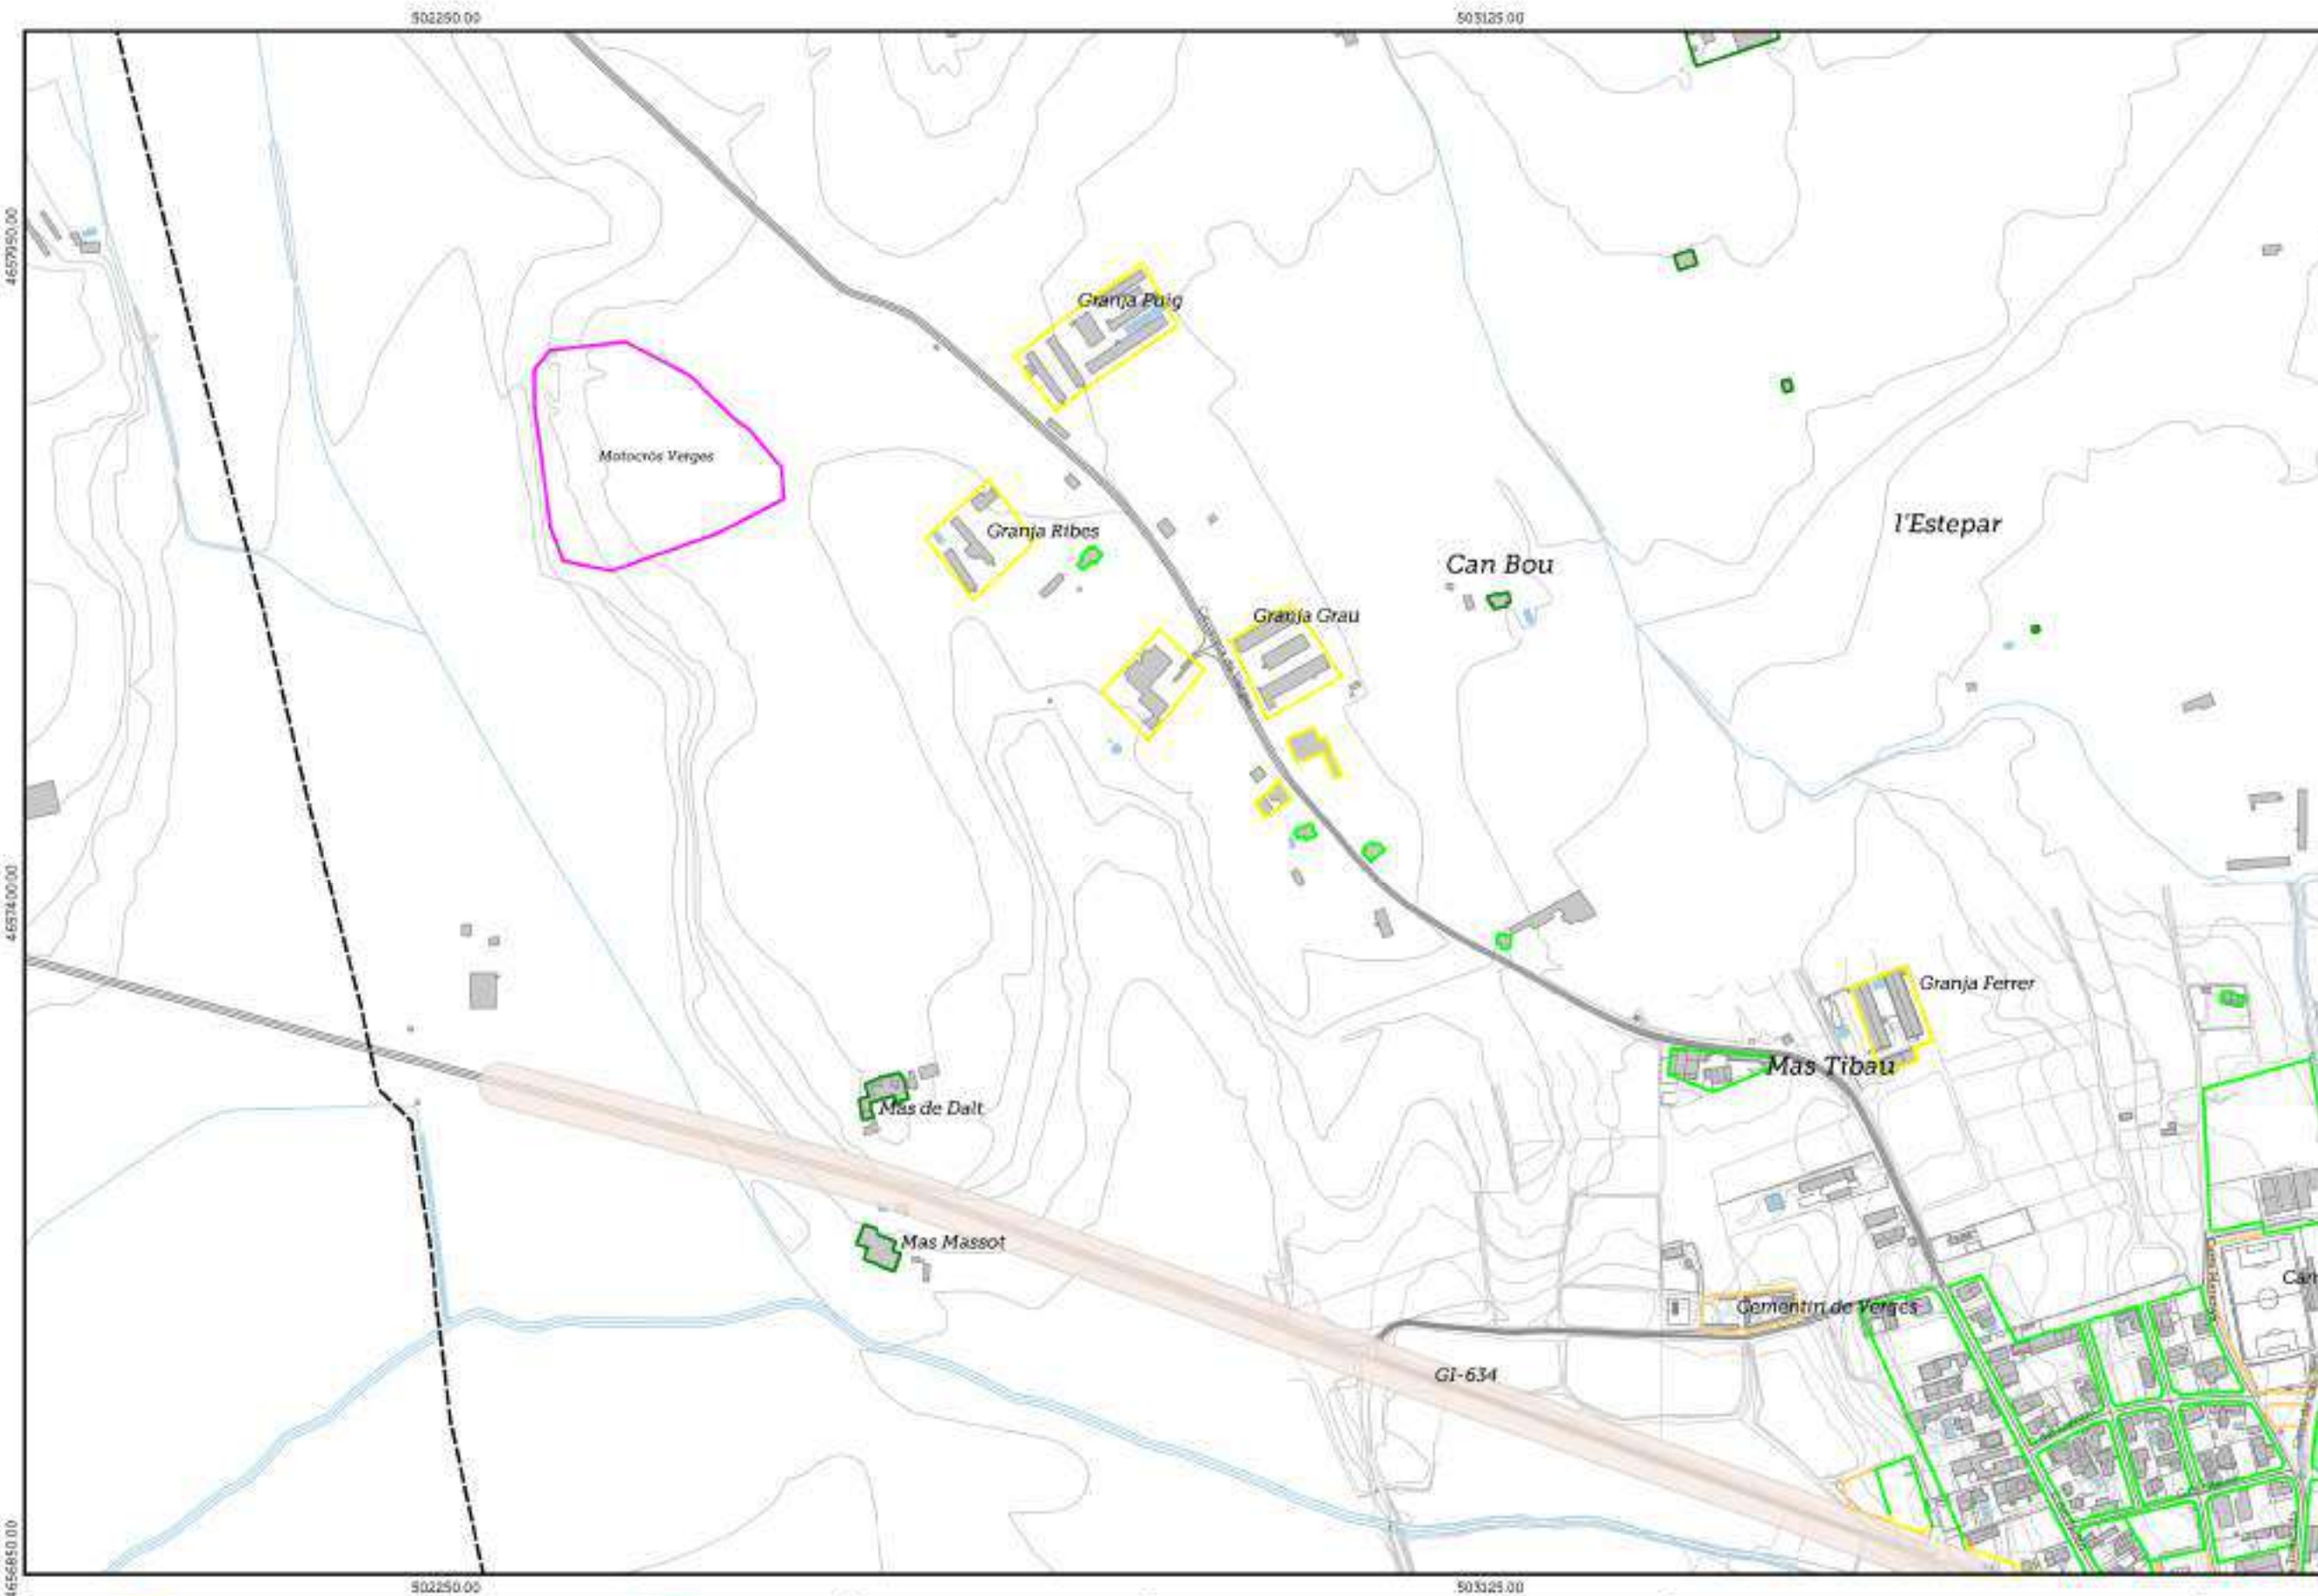 502250.00
503125.00
4657950.00
Granja Puig
Motocròs Verges
l'Estepar
Granja Ribes
Can Bou
Granja Grau
4657400.00
Granja Ferrer
Mas Tibau
Mas de Dalt
Mas Massot
Can
Cementiri de Verges
GI-634
4656850.00
502250.00
503125.00